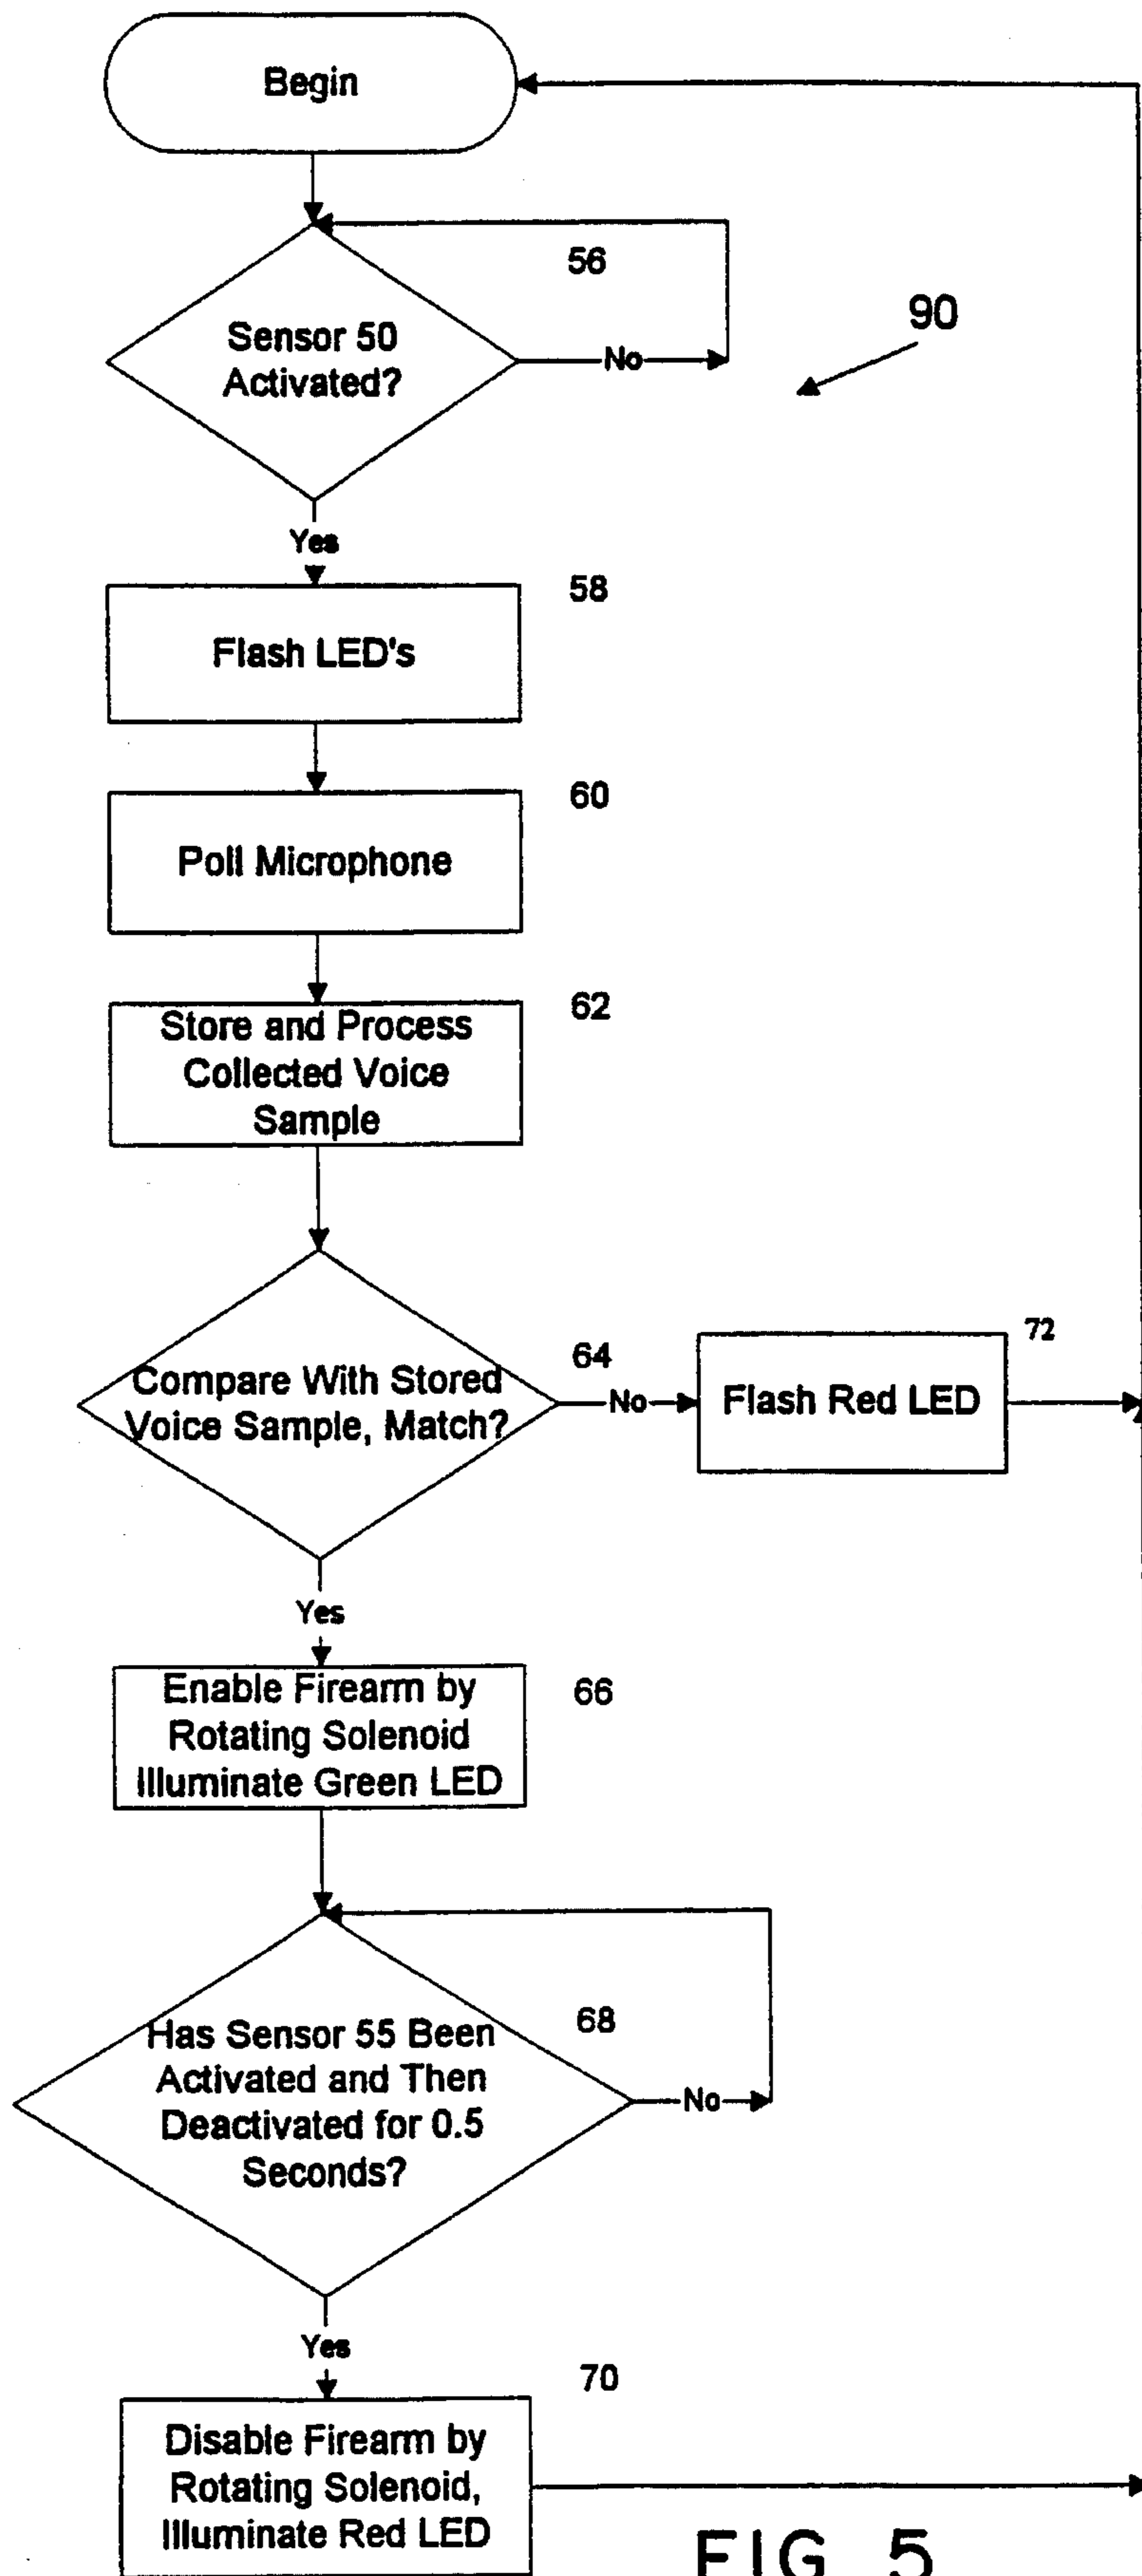 Begin
56
Sensor 50
Activated?
No
90
Yes
58
Flash LED's
60
Poll Microphone
62
Store and Process
Collected Voice
Sample
64
Compare With Stored
Voice Sample, Match?
No
72
Flash Red LED
Yes
66
Enable Firearm by
Rotating Solenoid
Illuminate Green LED
68
Has Sensor 55 Been
Activated and Then
Deactivated for 0.5
Seconds?
No
Yes
70
Disable Firearm by
Rotating Solenoid,
Illuminate Red LED
FIG 5